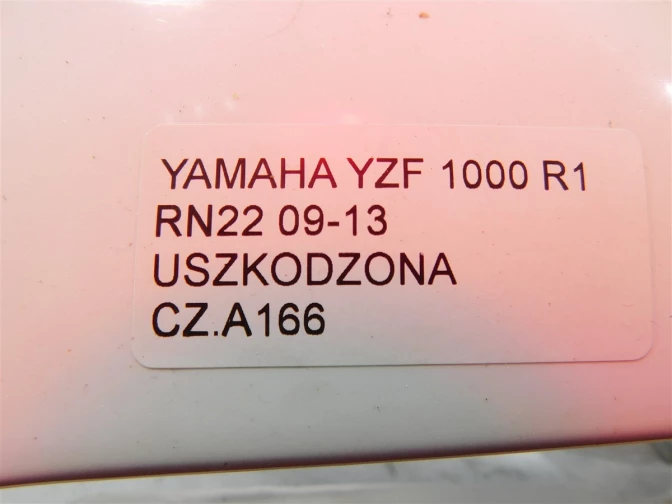 YAMAHA YZF 1000 R1
RN22 09-13
USZKODZONA
CZ.A166